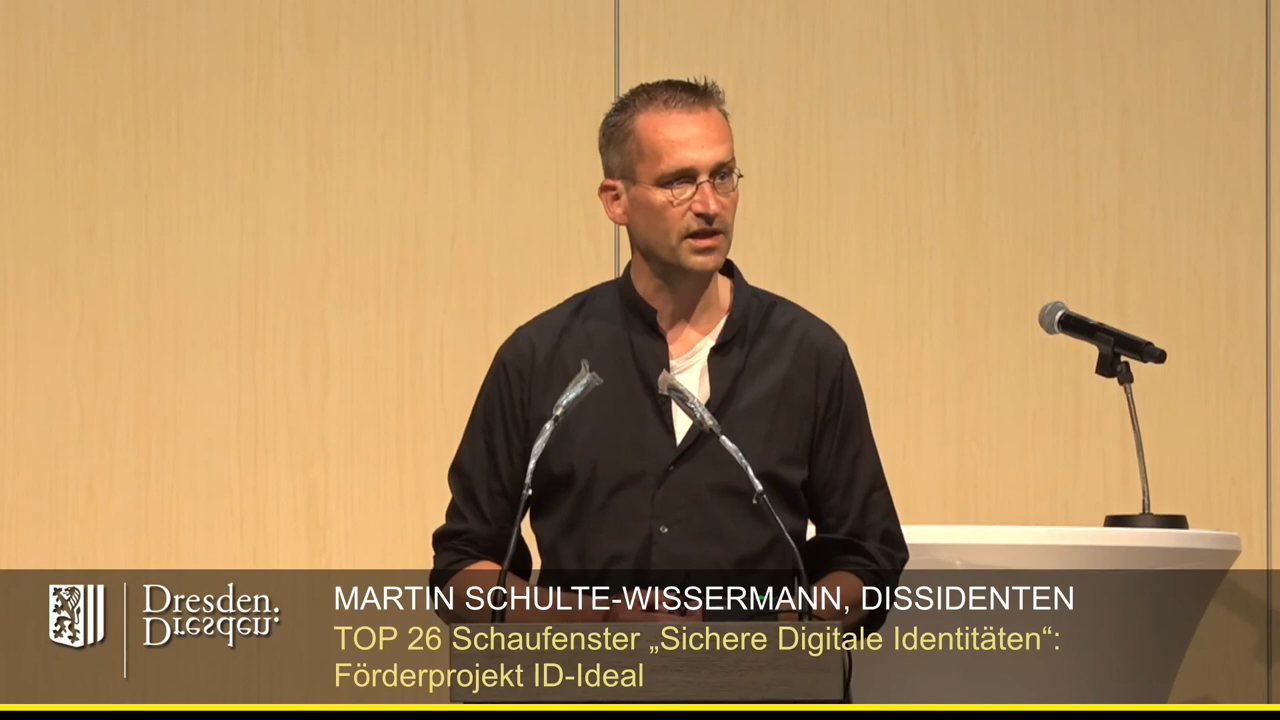 Dresden.
Dresden.
MARTIN SCHULTE-WISSERMANN, DISSIDENTEN
TOP 26 Schaufenster „Sichere Digitale Identitäten“:
Förderprojekt ID-Ideal